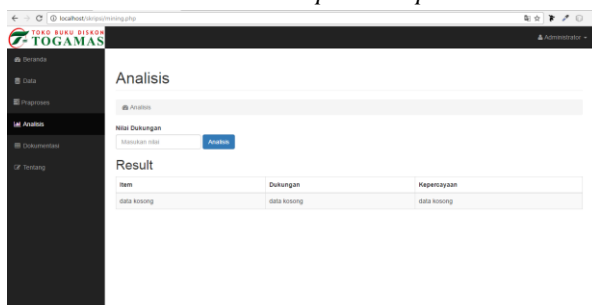 localhost/skripsi/mining.php
TOKO BUKU DISKON
TOGAMAS
Administrator
Beranda
Data
Praproses
Analisis
Dokumentasi
Tentang
Analisis
Analisis
Nilai Dukungan
Masukan nilai
Analisis
Result
Item Dukungan Kepercayaan
data kosong data kosong data kosong